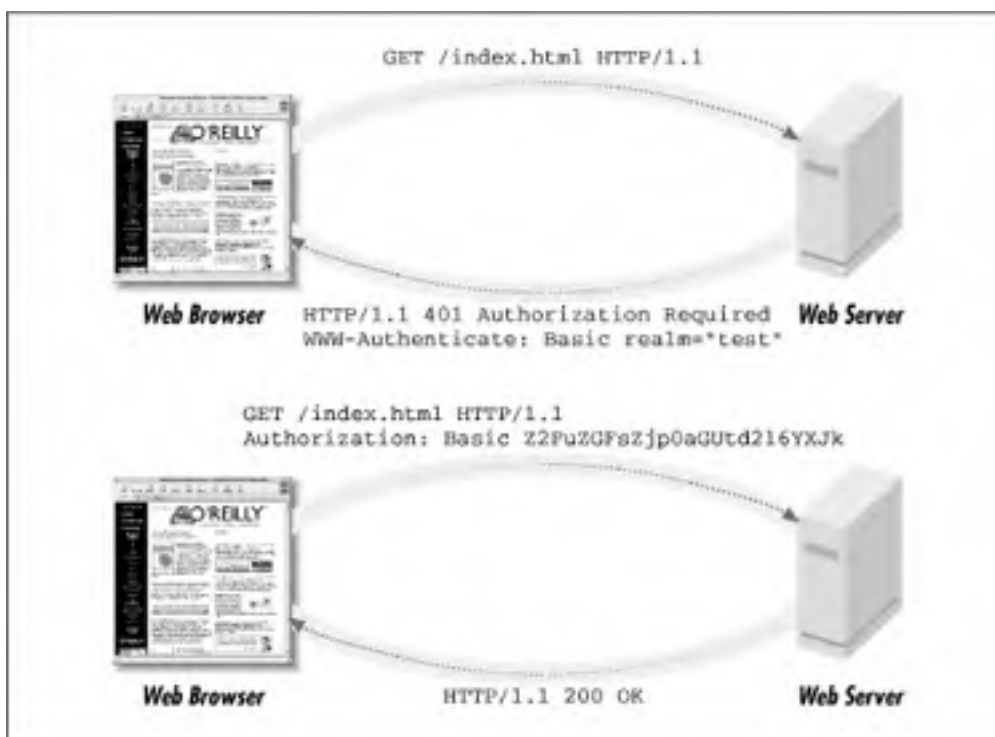 GET /index.html HTTP/1.1
O'REILLY
Web Browser
HTTP/1.1 401 Authorization Required
WWW-Authenticate: Basic realm="test"
Web Server
GET /index.html HTTP/1.1
Authorization: Basic Z2FuZGFsZjp0aGUtd2l6YXJk
O'REILLY
Web Browser
HTTP/1.1 200 OK
Web Server